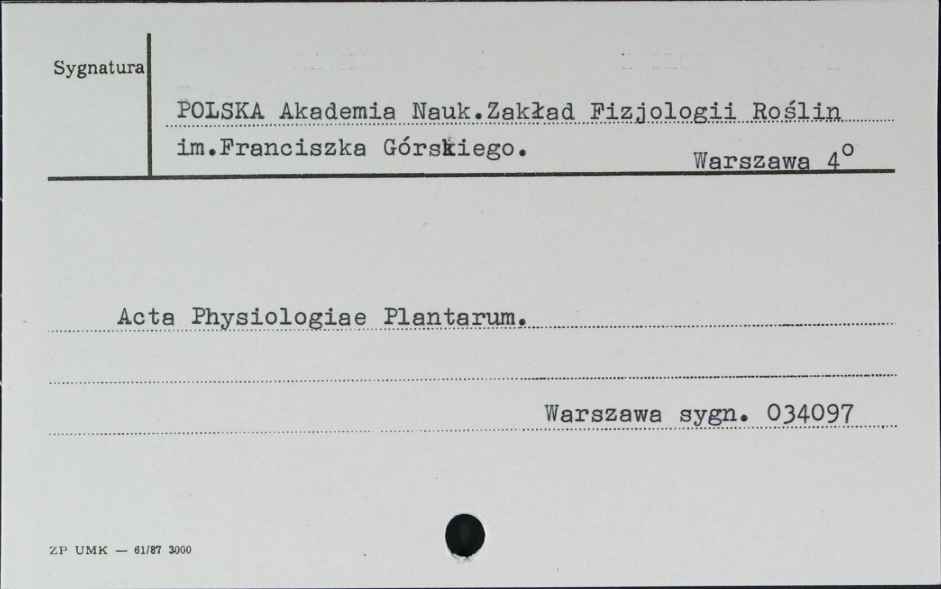 Sygnatura
POLSKA Akademia Nauk.Zakład Fizjologii Roślin
im.Franciszka Górskiego.
Warszawa 4°
Acta Physiologiae Plantarum.
Warszawa sygn. 034097
ZP UMK — 61/87 3000